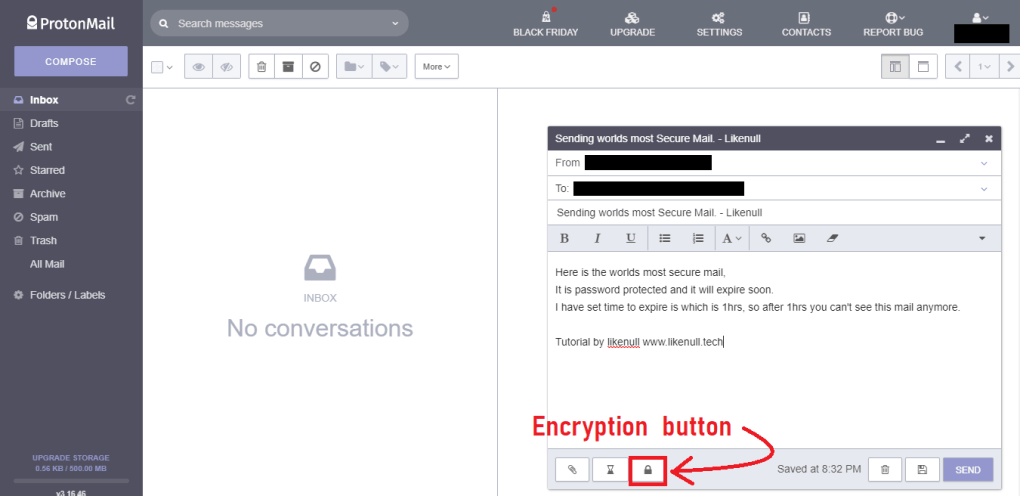 ProtonMail
Search messages
BLACK FRIDAY
UPGRADE
SETTINGS
CONTACTS
REPORT BUG
COMPOSE
More
1
Inbox
Drafts
Sent
Starred
Archive
Spam
Trash
All Mail
Folders / Labels
INBOX
No conversations
Sending worlds most Secure Mail. - Likenull
From
To:
Sending worlds most Secure Mail. - Likenull
B I U A
Here is the worlds most secure mail,
It is password protected and it will expire soon.
I have set time to expire is which is 1hrs, so after 1hrs you can't see this mail anymore.
Tutorial by likenull www.likenull.tech
Encryption button
Saved at 8:32 PM
SEND
UPGRADE STORAGE
0.56 KB / 500.00 MB
v3.16.46